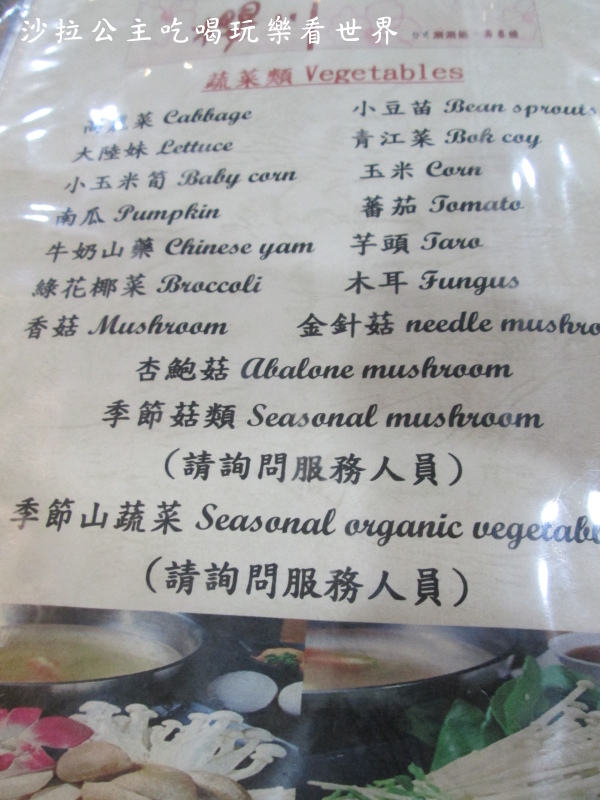 沙拉公主吃喝玩樂看世界
蔬菜類 Vegetables
高麗菜 Cabbage 小豆苗 Bean sprouts
大陸妹 Lettuce 青江菜 Bok coy
小玉米筍 Baby corn 玉米 Corn
南瓜 Pumpkin 蕃茄 Tomato
牛奶山藥 Chinese yam 芋頭 Taro
綠花椰菜 Broccoli 木耳 Fungus
香菇 Mushroom 金針菇 needle mushro
杏鮑菇 Abalone mushroom
季節菇類 Seasonal mushroom
(請詢問服務人員)
季節山蔬菜 Seasonal organic vegetabl
(請詢問服務人員)